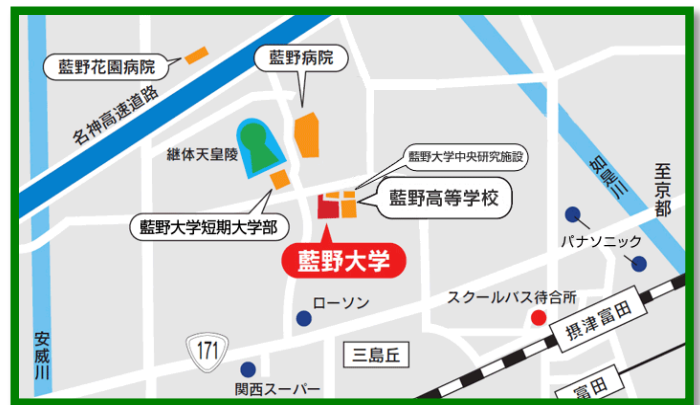 藍野花園病院
藍野病院
名神高速道路
継体天皇陵
藍野大学中央研究施設
藍野高等学校
藍野大学短期大学部
藍野大学
如是川
至京都
パナソニック
ローソン
スクールバス待合所
安威川
171
三島丘
摂津富田
関西スーパー
富田